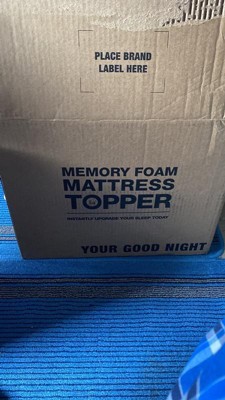 PLACE BRAND
LABEL HERE
MEMORY FOAM
MATTRESS
TOPPER
INSTANTLY UPGRADE YOUR SLEEP TODAY
YOUR GOOD NIGHT